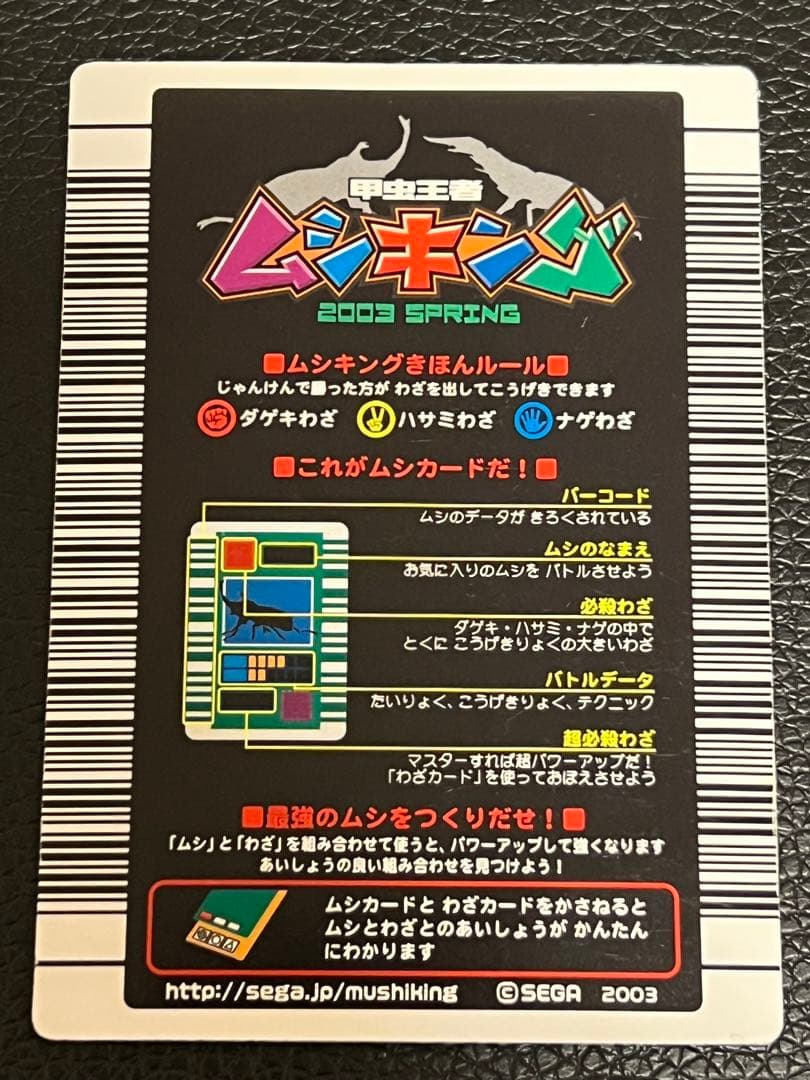 甲虫王者
ムシキング
2003 SPRING
■ムシキングきほんルール■
じゃんけんで勝った方が わざを出してこうげきできます
ダゲキわざ ハサミわざ ナゲわざ
■これがムシカードだ!■
バーコード
ムシのデータが きろくされている
ムシのなまえ
お気に入りのムシを バトルさせよう
必殺わざ
ダゲキ・ハサミ・ナゲの中で
とくに こうげきりょくの大きいわざ
バトルデータ
たいりょく、こうげきりょく、テクニック
超必殺わざ
マスターすれば超パワーアップだ!
「わざカード」を使っておぼえさせよう
■最強のムシをつくりだせ!■
「ムシ」と「わざ」を組み合わせて使うと、パワーアップして強くなります
あいしょうの良い組み合わせを見つけよう!
ムシカードと わざカードをかさねると
ムシとわざとのあいしょうが かんたん
にわかります
http://sega.jp/mushiking ©SEGA 2003